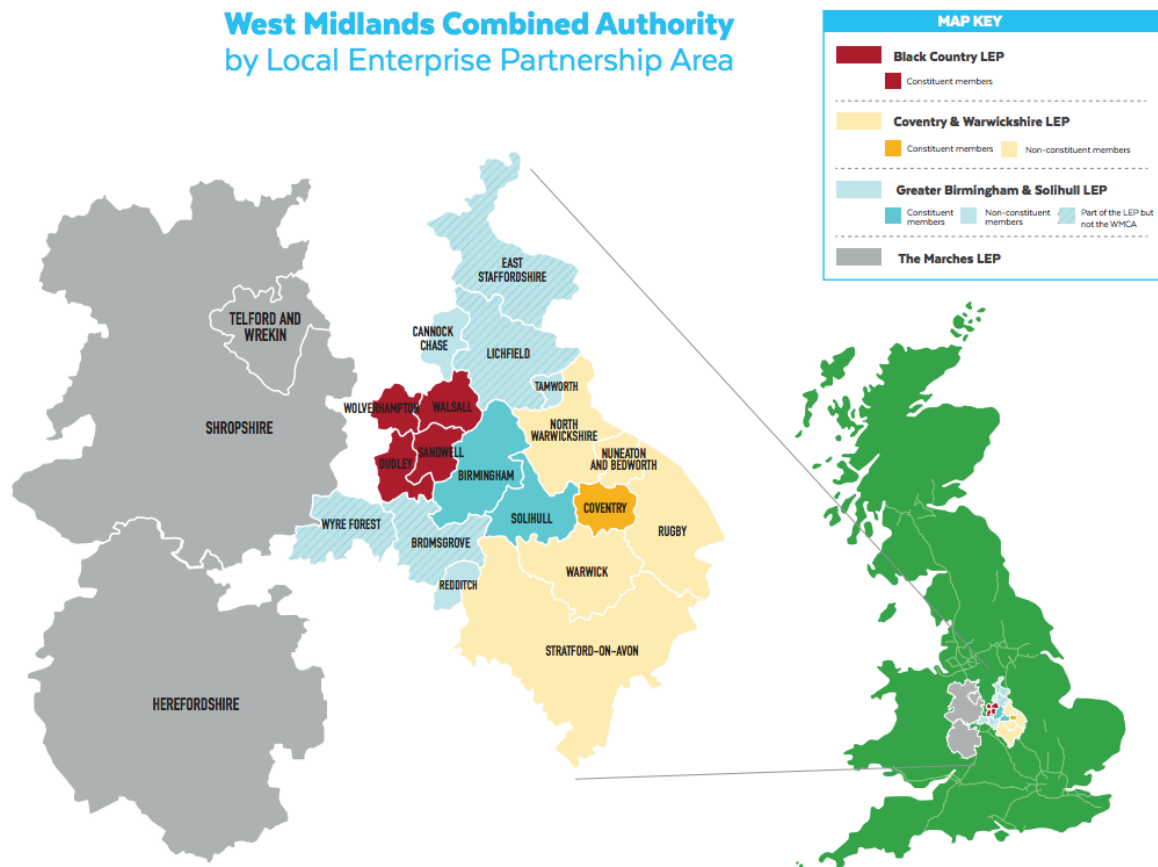 West Midlands Combined Authority
by Local Enterprise Partnership Area
MAP KEY
Black Country LEP
Constituent members
Coventry & Warwickshire LEP
Constituent members
Non-constituent members
Greater Birmingham & Solihull LEP
Constituent
members
Non-constituent
members
Part of the LEP but
not the WMCA
The Marches LEP
EAST
STAFFORDSHIRE
TELFORD AND
WREKIN
CANNOCK
CHASE
LICHFIELD
TAMWORTH
WOLVERHAMPTON
WALSALL
SHROPSHIRE
NORTH
WARWICKSHIRE
SANDWELL
DUDLEY
NUNEATON
AND BEDWORTH
BIRMINGHAM
COVENTRY
SOLIHULL
WYRE FOREST
RUGBY
BROMSGROVE
WARWICK
REDDITCH
STRATFORD-ON-AVON
HEREFORDSHIRE